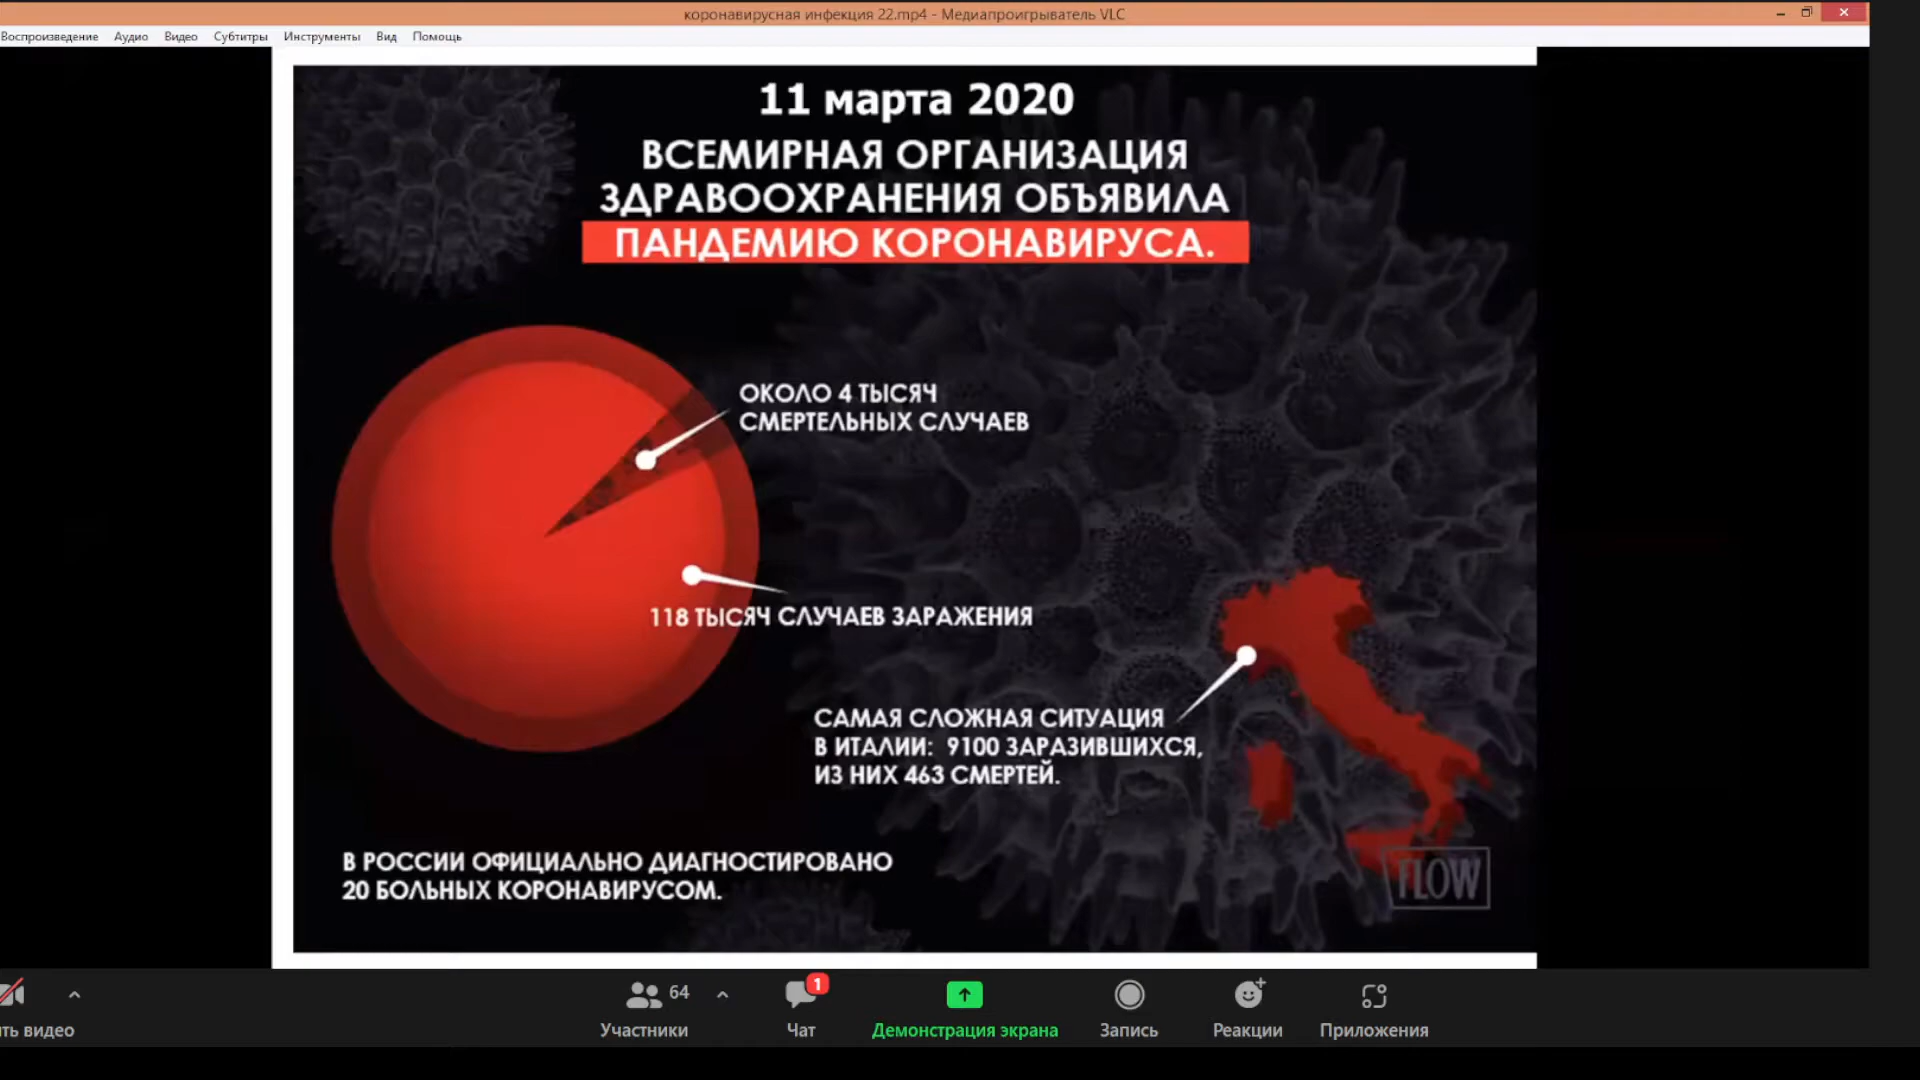 коронавирусная инфекция 22.mp4 - Медиапроигрыватель VLC
Воспроизведение Аудио Видео Субтитры Инструменты Вид Помощь
11 марта 2020
ВСЕМИРНАЯ ОРГАНИЗАЦИЯ
ЗДРАВООХРАНЕНИЯ ОБЪЯВИЛА
ПАНДЕМИЮ КОРОНАВИРУСА.
ОКОЛО 4 ТЫСЯЧ
СМЕРТЕЛЬНЫХ СЛУЧАЕВ
118 ТЫСЯЧ СЛУЧАЕВ ЗАРАЖЕНИЯ
САМАЯ СЛОЖНАЯ СИТУАЦИЯ
В ИТАЛИИ: 9100 ЗАРАЗИВШИХСЯ,
ИЗ НИХ 463 СМЕРТЕЙ.
В РОССИИ ОФИЦИАЛЬНО ДИАГНОСТИРОВАНО
20 БОЛЬНЫХ КОРОНАВИРУСОМ.
FLOW
64
1
ть видео Участники Чат Демонстрация экрана Запись Реакции Приложения